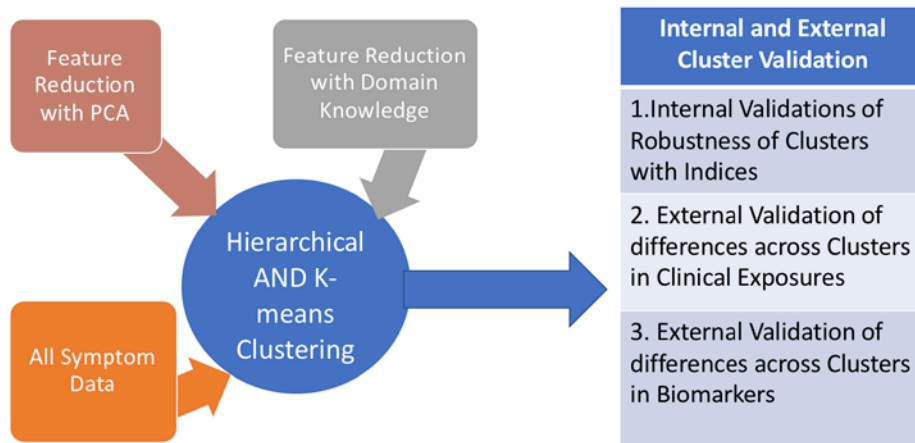 Feature
Reduction
with PCA
Feature Reduction
with Domain
Knowledge
All Symptom
Data
Hierarchical
AND K-
means
Clustering
Internal and External
Cluster Validation
1.Internal Validations of
Robustness of Clusters
with Indices
2. External Validation of
differences across Clusters
in Clinical Exposures
3. External Validation of
differences across Clusters
in Biomarkers